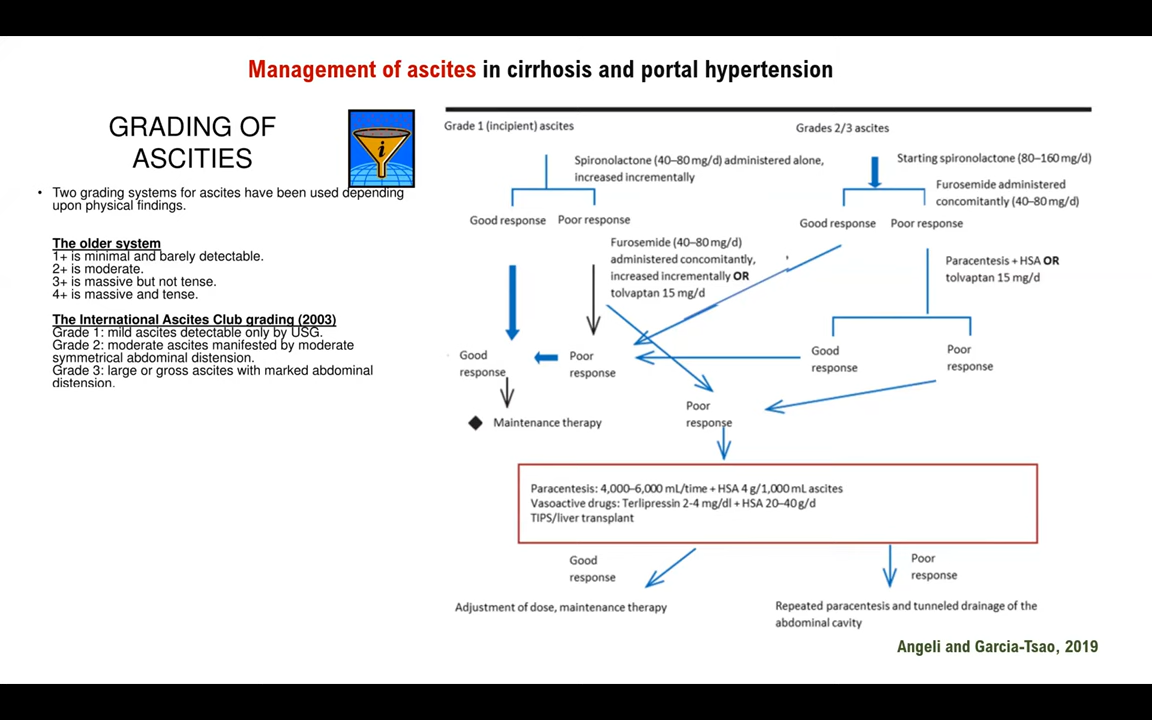 Management of ascites in cirrhosis and portal hypertension
GRADING OF
ASCITIES
i
• Two grading systems for ascites have been used depending
upon physical findings.
The older system
1+ is minimal and barely detectable.
2+ is moderate.
3+ is massive but not tense.
4+ is massive and tense.
The International Ascites Club grading (2003)
Grade 1: mild ascites detectable only by USG.
Grade 2: moderate ascites manifested by moderate
symmetrical abdominal distension.
Grade 3: large or gross ascites with marked abdominal
distension.
Grade 1 (incipient) ascites
Spironolactone (40–80 mg/d) administered alone,
increased incrementally
Good response
Poor response
Furosemide (40–80 mg/d)
administered concomitantly,
increased incrementally OR
tolvaptan 15 mg/d
Good
response
Poor
response
Maintenance therapy
Grades 2/3 ascites
Starting spironolactone (80–160 mg/d)
Furosemide administered
concomitantly (40–80 mg/d)
Good response
Poor response
Paracentesis + HSA OR
tolvaptan 15 mg/d
Good
response
Poor
response
Poor
response
Paracentesis: 4,000–6,000 mL/time + HSA 4 g/1,000 mL ascites
Vasoactive drugs: Terlipressin 2-4 mg/dl + HSA 20–40 g/d
TIPS/liver transplant
Good
response
Poor
response
Adjustment of dose, maintenance therapy
Repeated paracentesis and tunneled drainage of the
abdominal cavity
Angeli and Garcia-Tsao, 2019